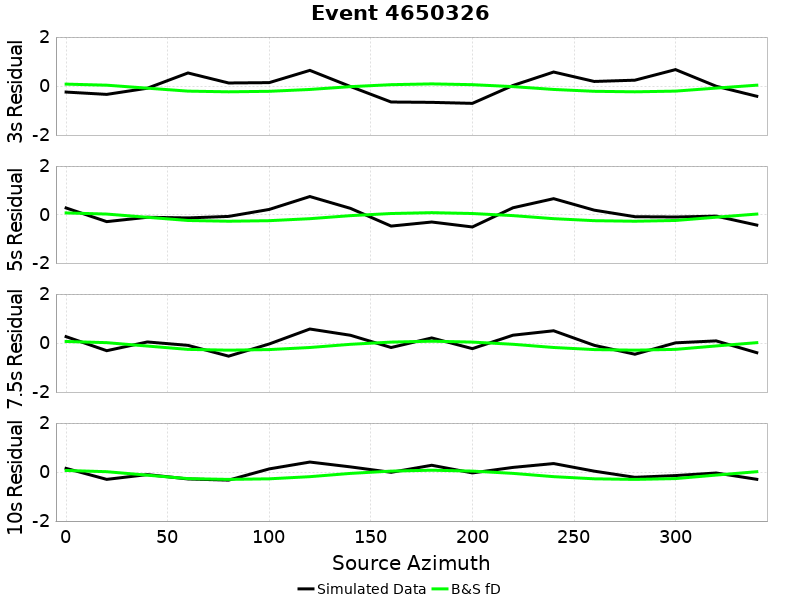 Event 4650326
3s Residual
2
0
-2
5s Residual
2
0
-2
7.5s Residual
2
0
-2
10s Residual
2
0
-2
0 50 100 150 200 250 300
Source Azimuth
Simulated Data B&S fD